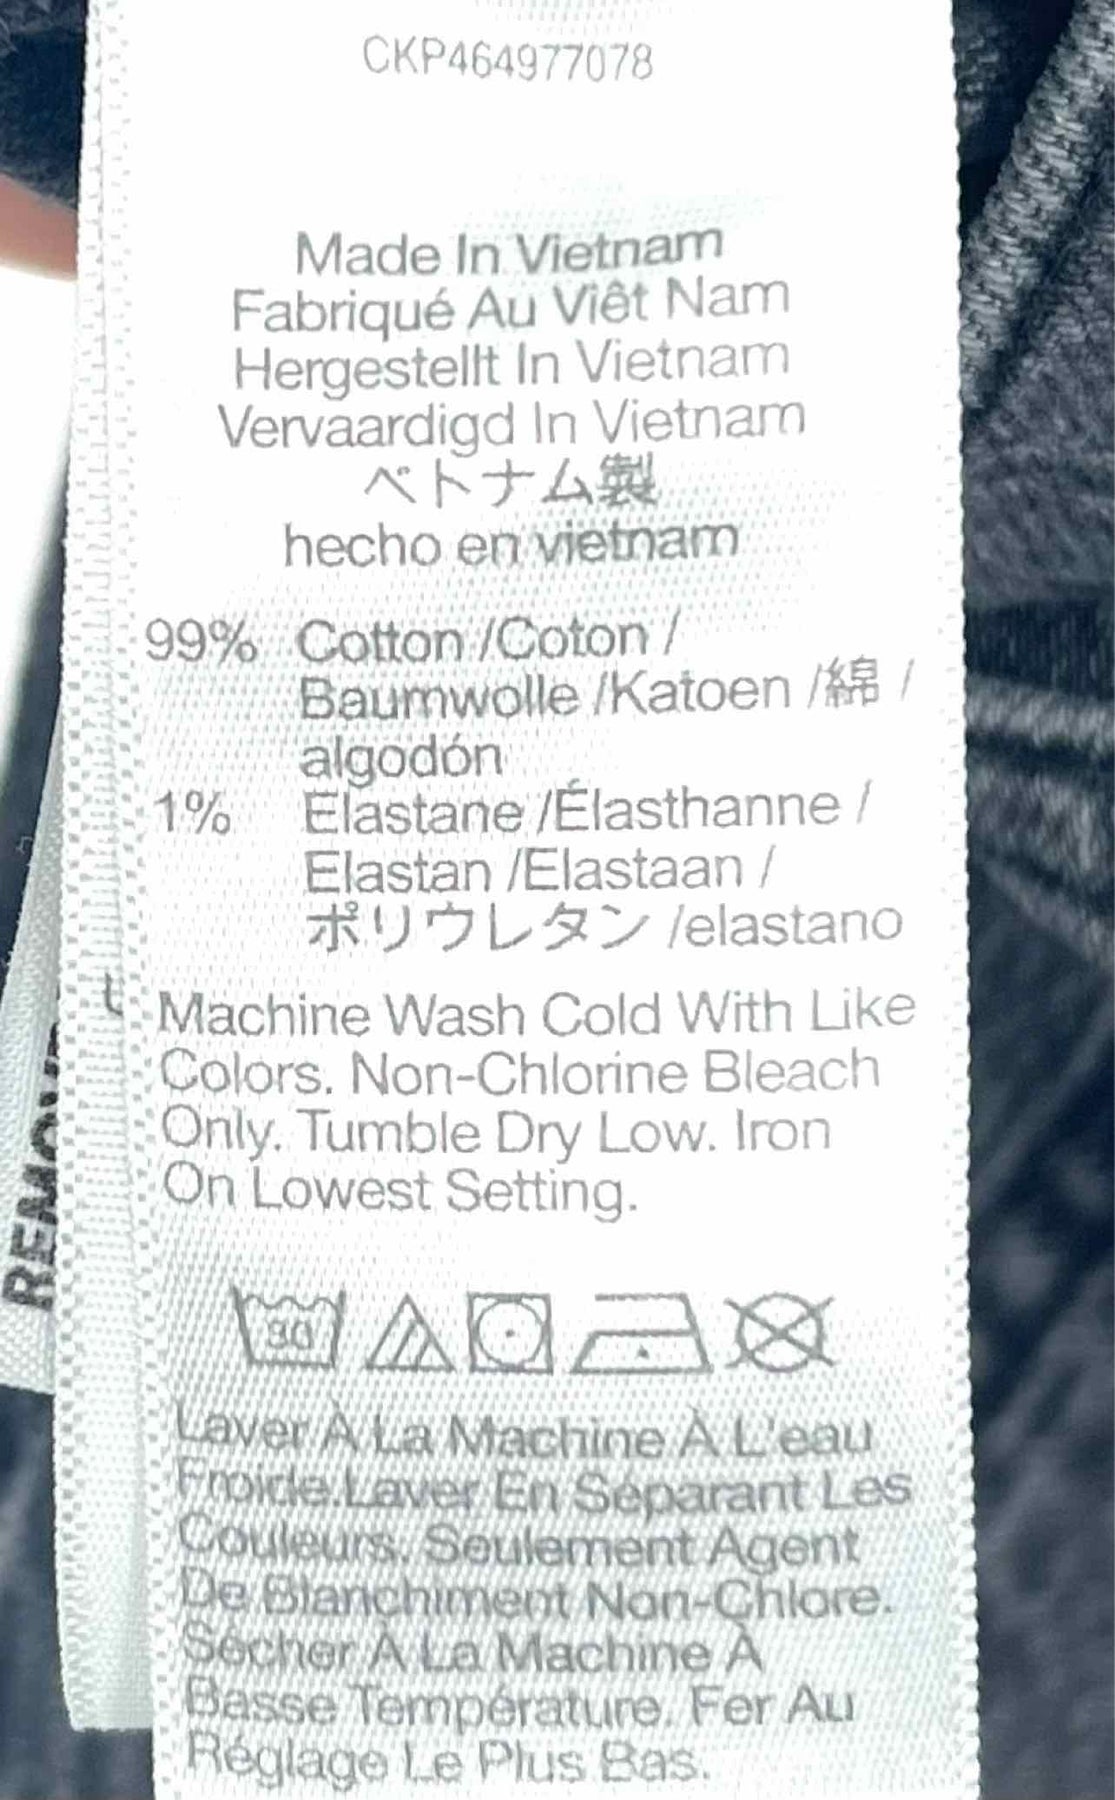 CKP464977078
Made In Vietnam
Fabriqué Au Viêt Nam
Hergestellt In Vietnam
Vervaardigd In Vietnam
ベトナム製
hecho en vietnam
99% Cotton /Coton /
Baumwolle /Katoen /綿 /
algodón
1% Elastane /Élasthanne /
Elastan /Elastaan /
ポリウレタン /elastano
Machine Wash Cold With Like
Colors. Non-Chlorine Bleach
Only. Tumble Dry Low. Iron
On Lowest Setting.
30
Laver À La Machine À L'eau
Froide.Laver En Séparant Les
Couleurs. Seulement Agent
De Blanchiment Non-Chlore.
Sécher À La Machine À
Basse Température. Fer Au
Réglage Le Plus Bas.